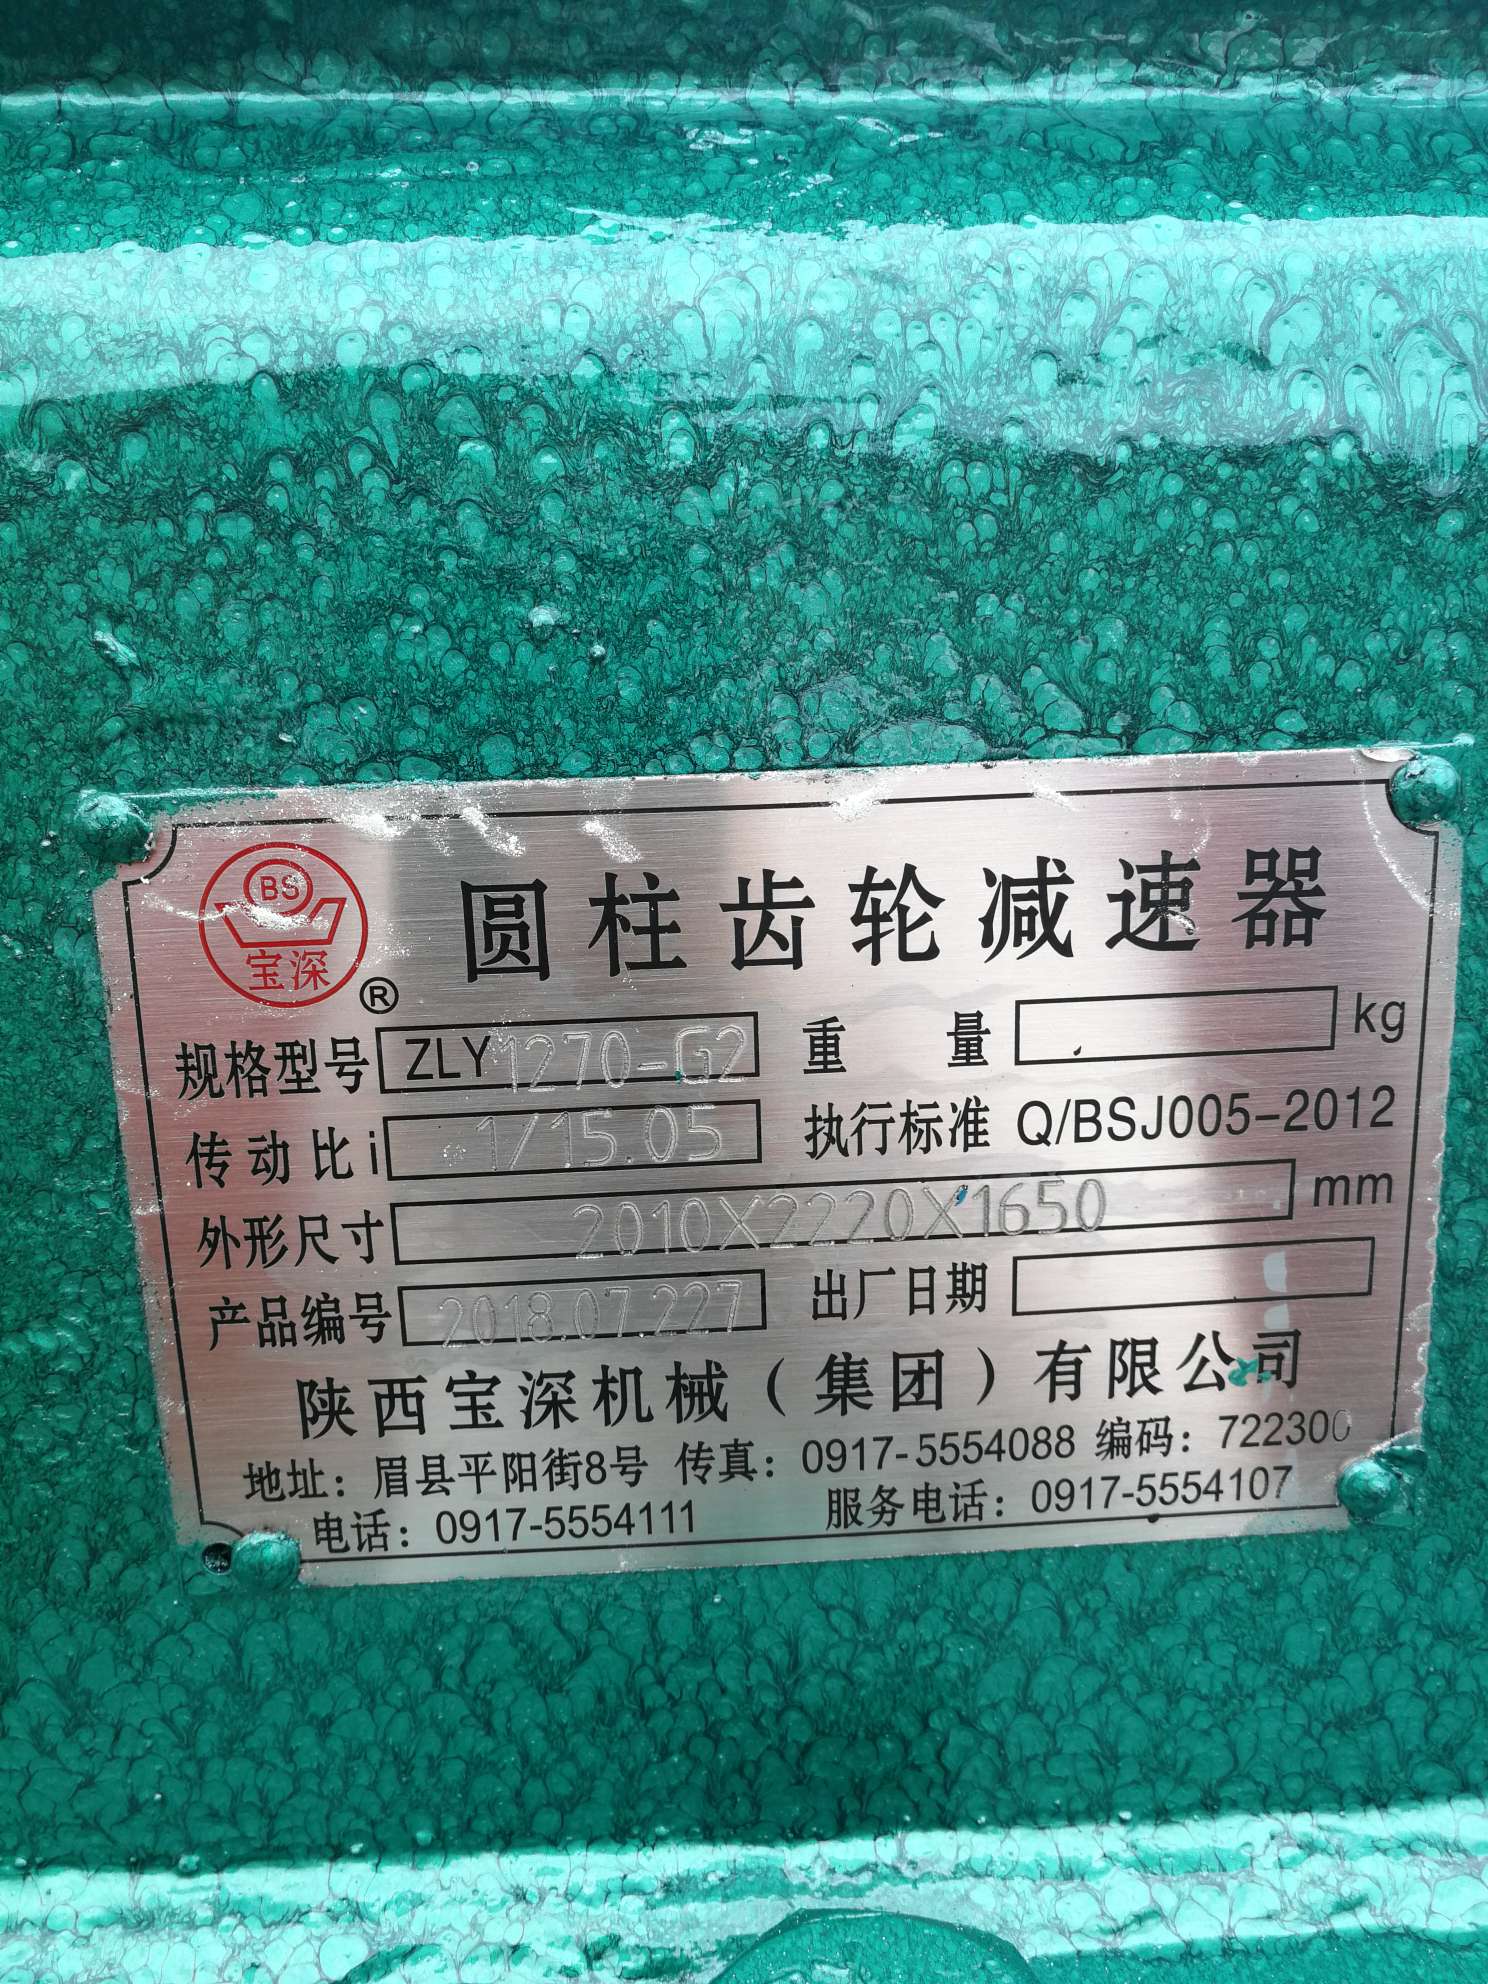 BS
宝深
®
圆柱齿轮减速器
规格型号 ZLY1270-G2 重量 kg
传动比i 1/15.05 执行标准 Q/BSJ005-2012
外形尺寸 2010X2220X1650 mm
产品编号 2018.07.227 出厂日期
陕西宝深机械(集团)有限公司
地址:眉县平阳街8号 传真:0917-5554088 编码:722300
电话:0917-5554111 服务电话:0917-5554107